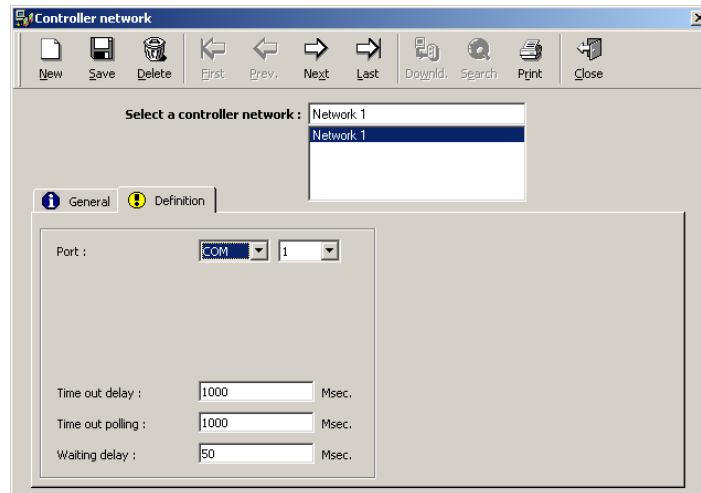 Controller network
New Save Delete First Prev. Next Last Downld. Search Print Close
Select a controller network : Network 1
Network 1
General Definition
Port : COM 1
Time out delay : 1000 Msec.
Time out polling : 1000 Msec.
Waiting delay : 50 Msec.